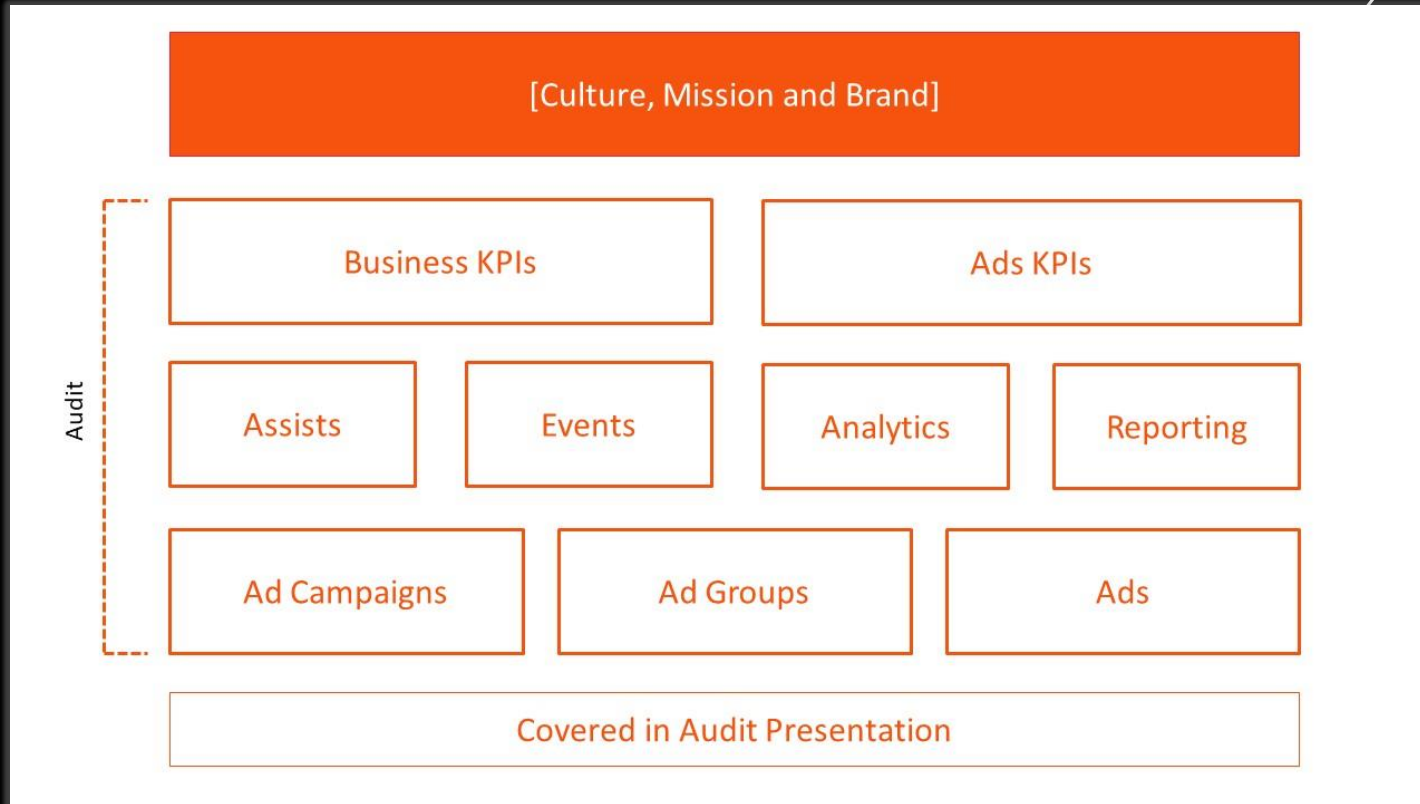 [Culture, Mission and Brand]
Business KPIs
Ads KPIs
Audit
Assists
Events
Analytics
Reporting
Ad Campaigns
Ad Groups
Ads
Covered in Audit Presentation